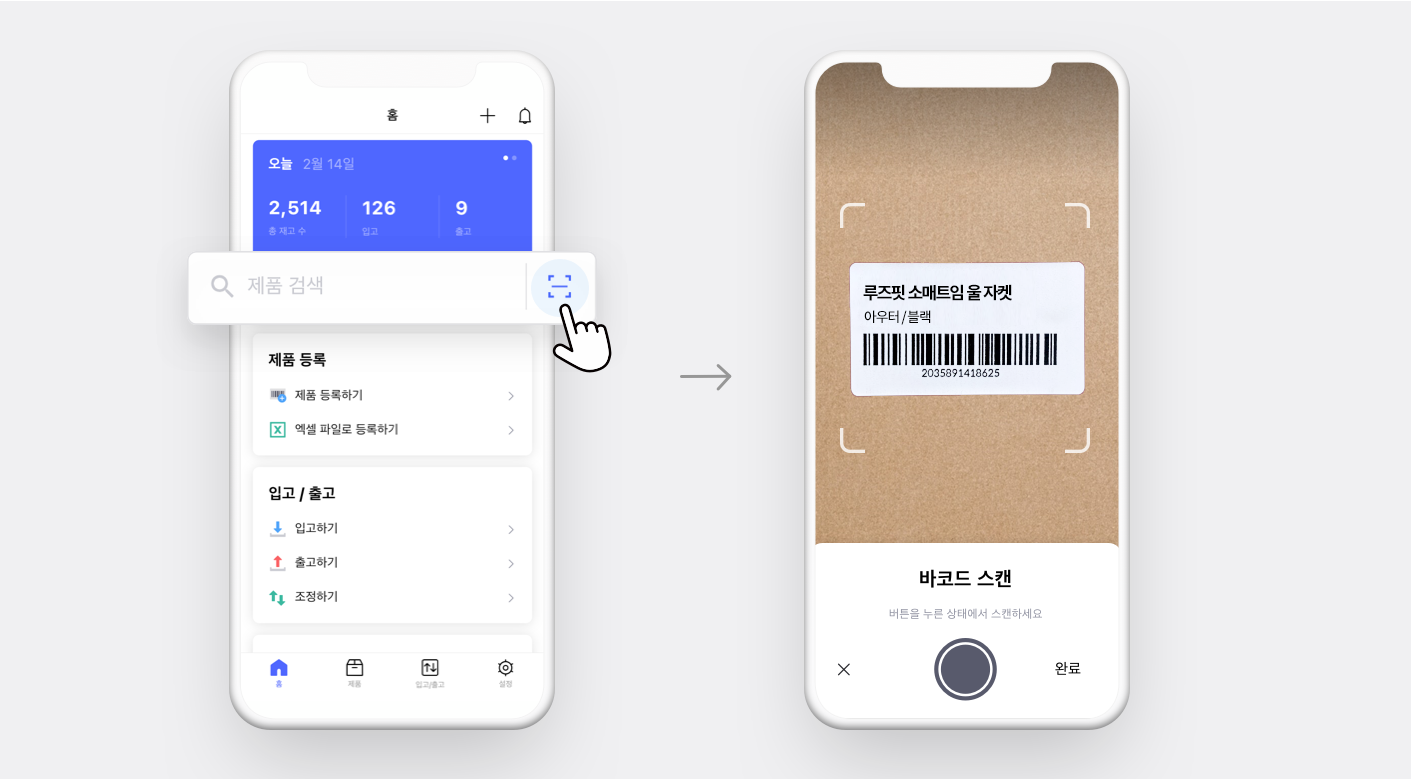 홈
오늘 2월 14일
2,514 126 9
총 재고 수 입고 출고
제품 검색
제품 등록
제품 등록하기
엑셀 파일로 등록하기
입고 / 출고
입고하기
출고하기
조정하기
홈 제품 입고/출고 설정
루즈핏 소매트임 울 자켓
아우터/블랙
2035891418625
바코드 스캔
버튼을 누른 상태에서 스캔하세요
완료